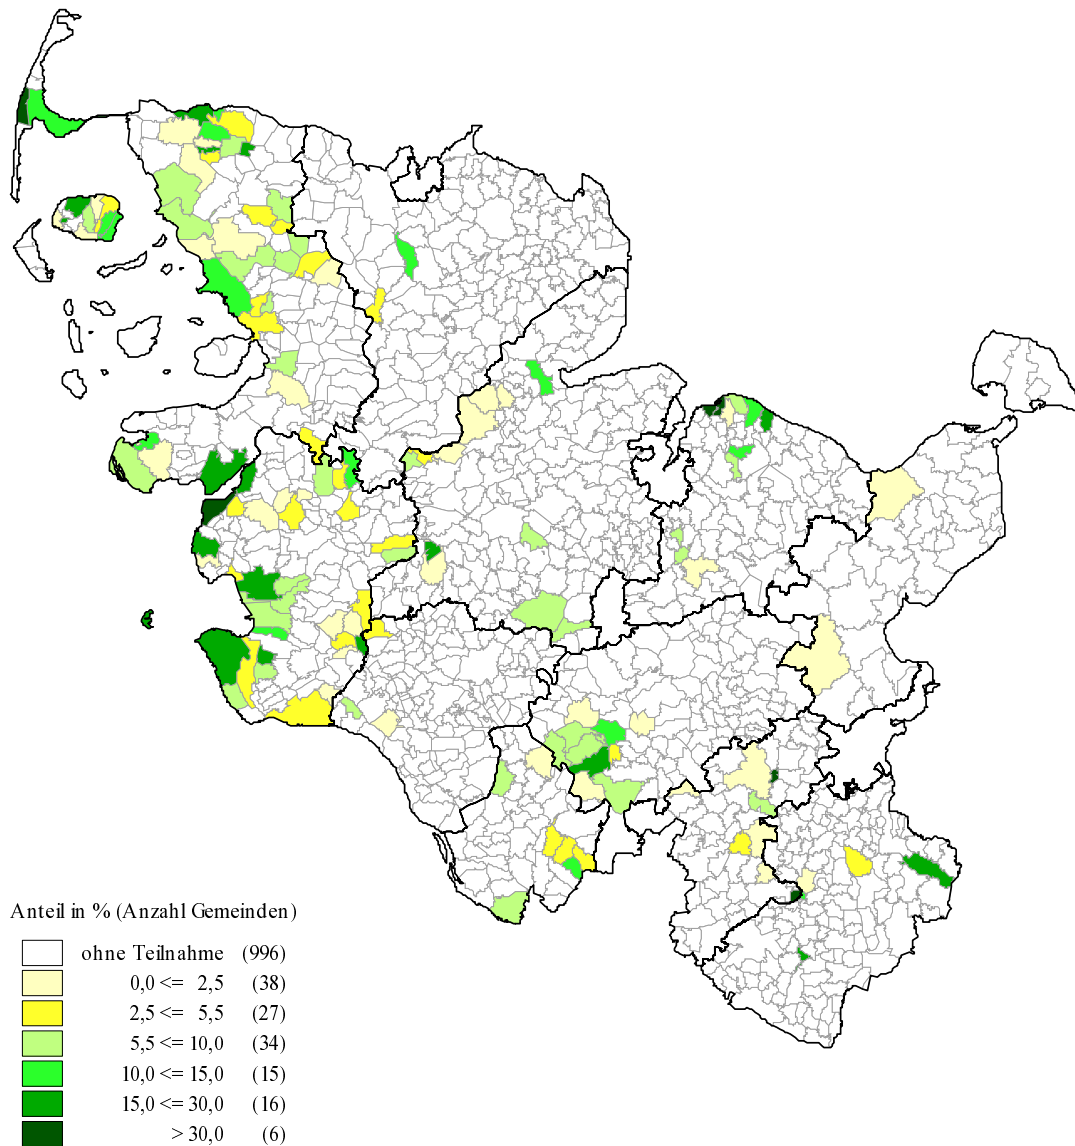 Anteil in % (Anzahl Gemeinden)
ohne Teilnahme (996)
0,0 <= 2,5 (38)
2,5 <= 5,5 (27)
5,5 <= 10,0 (34)
10,0 <= 15,0 (15)
15,0 <= 30,0 (16)
> 30,0 (6)